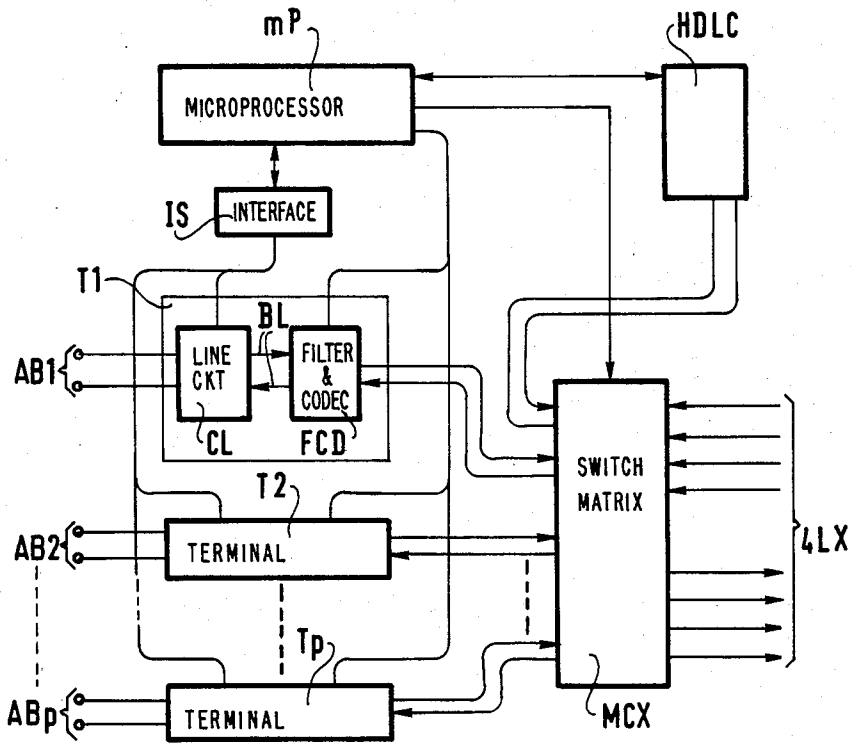 mP
HDLC
MICROPROCESSOR
IS
INTERFACE
T1
BL
AB1
LINE
CKT
FILTER
&
CODEC
CL
FCD
SWITCH
MATRIX
T2
AB2
TERMINAL
4LX
Tp
ABp
TERMINAL
MCX